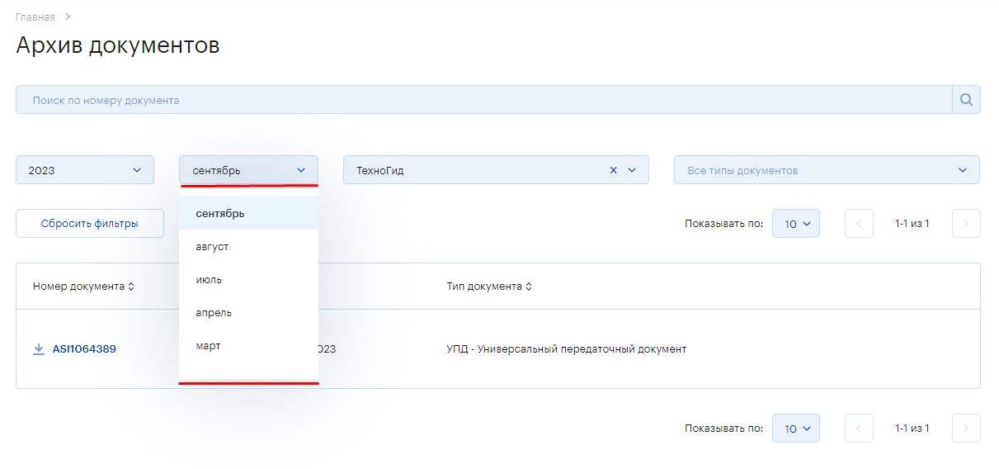 Главная
Архив документов
Поиск по номеру документа
2023 сентябрь ТехноГид Все типы документов
сентябрь
Сбросить фильтры Показывать по: 10 1-1 из 1
август
июль
Номер документа Тип документа
апрель
март
ASI1064389 023 УПД - Универсальный передаточный документ
Показывать по: 10 1-1 из 1